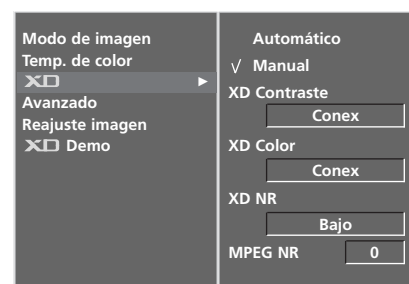 Modo de imagen
Temp. de color
XD ►
Avanzado
Reajuste imagen
XD Demo
Automático
√ Manual
XD Contraste
Conex
XD Color
Conex
XD NR
Bajo
MPEG NR 0